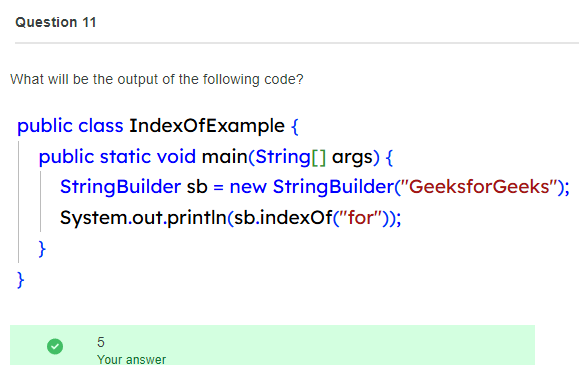 Question 11
What will be the output of the following code?
public class IndexOfExample {
public static void main(String[] args) {
StringBuilder sb = new StringBuilder("GeeksforGeeks");
System.out.println(sb.indexOf("for"));
}
}
5
Your answer